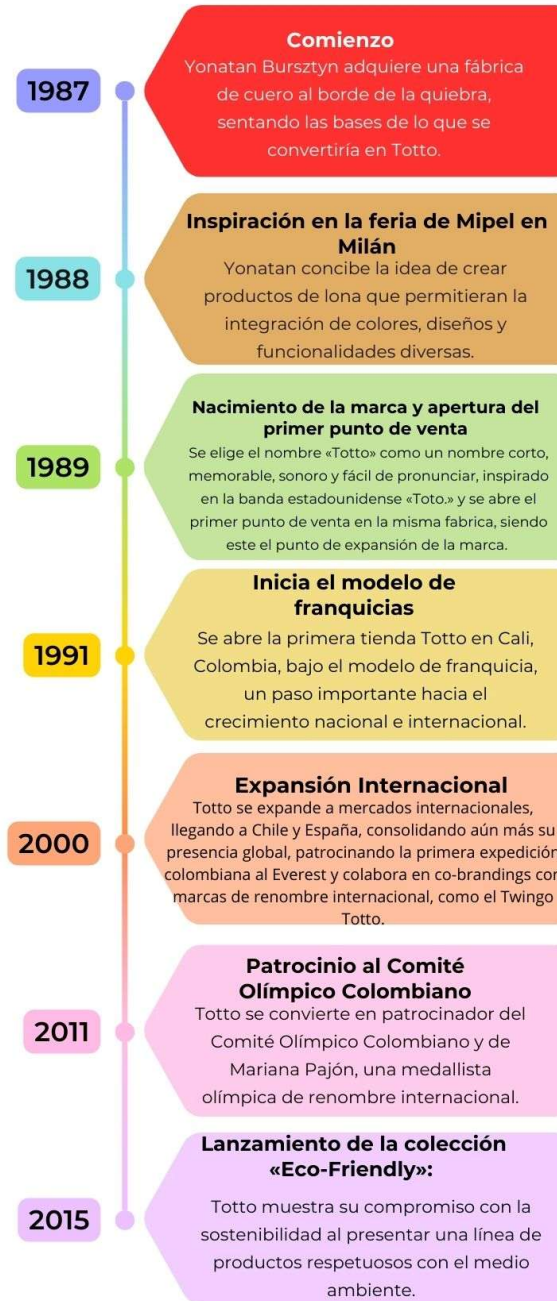 1987
Comienzo
Yonatan Bursztyn adquiere una fábrica
de cuero al borde de la quiebra,
sentando las bases de lo que se
convertiría en Totto.
1988
Inspiración en la feria de Mipel en
Milán
Yonatan concibe la idea de crear
productos de lona que permitieran la
integración de colores, diseños y
funcionalidades diversas.
1989
Nacimiento de la marca y apertura del
primer punto de venta
Se elige el nombre «Totto» como un nombre corto,
memorable, sonoro y fácil de pronunciar, inspirado
en la banda estadounidense «Toto.» y se abre el
primer punto de venta en la misma fabrica, siendo
este el punto de expansión de la marca.
1991
Inicia el modelo de
franquicias
Se abre la primera tienda Totto en Cali,
Colombia, bajo el modelo de franquicia,
un paso importante hacia el
crecimiento nacional e internacional.
2000
Expansión Internacional
Totto se expande a mercados internacionales,
llegando a Chile y España, consolidando aún más su
presencia global, patrocinando la primera expedición
colombiana al Everest y colabora en co-brandings con
marcas de renombre internacional, como el Twingo
Totto.
2011
Patrocinio al Comité
Olímpico Colombiano
Totto se convierte en patrocinador del
Comité Olímpico Colombiano y de
Mariana Pajón, una medallista
olímpica de renombre internacional.
2015
Lanzamiento de la colección
«Eco-Friendly»:
Totto muestra su compromiso con la
sostenibilidad al presentar una línea de
productos respetuosos con el medio
ambiente.